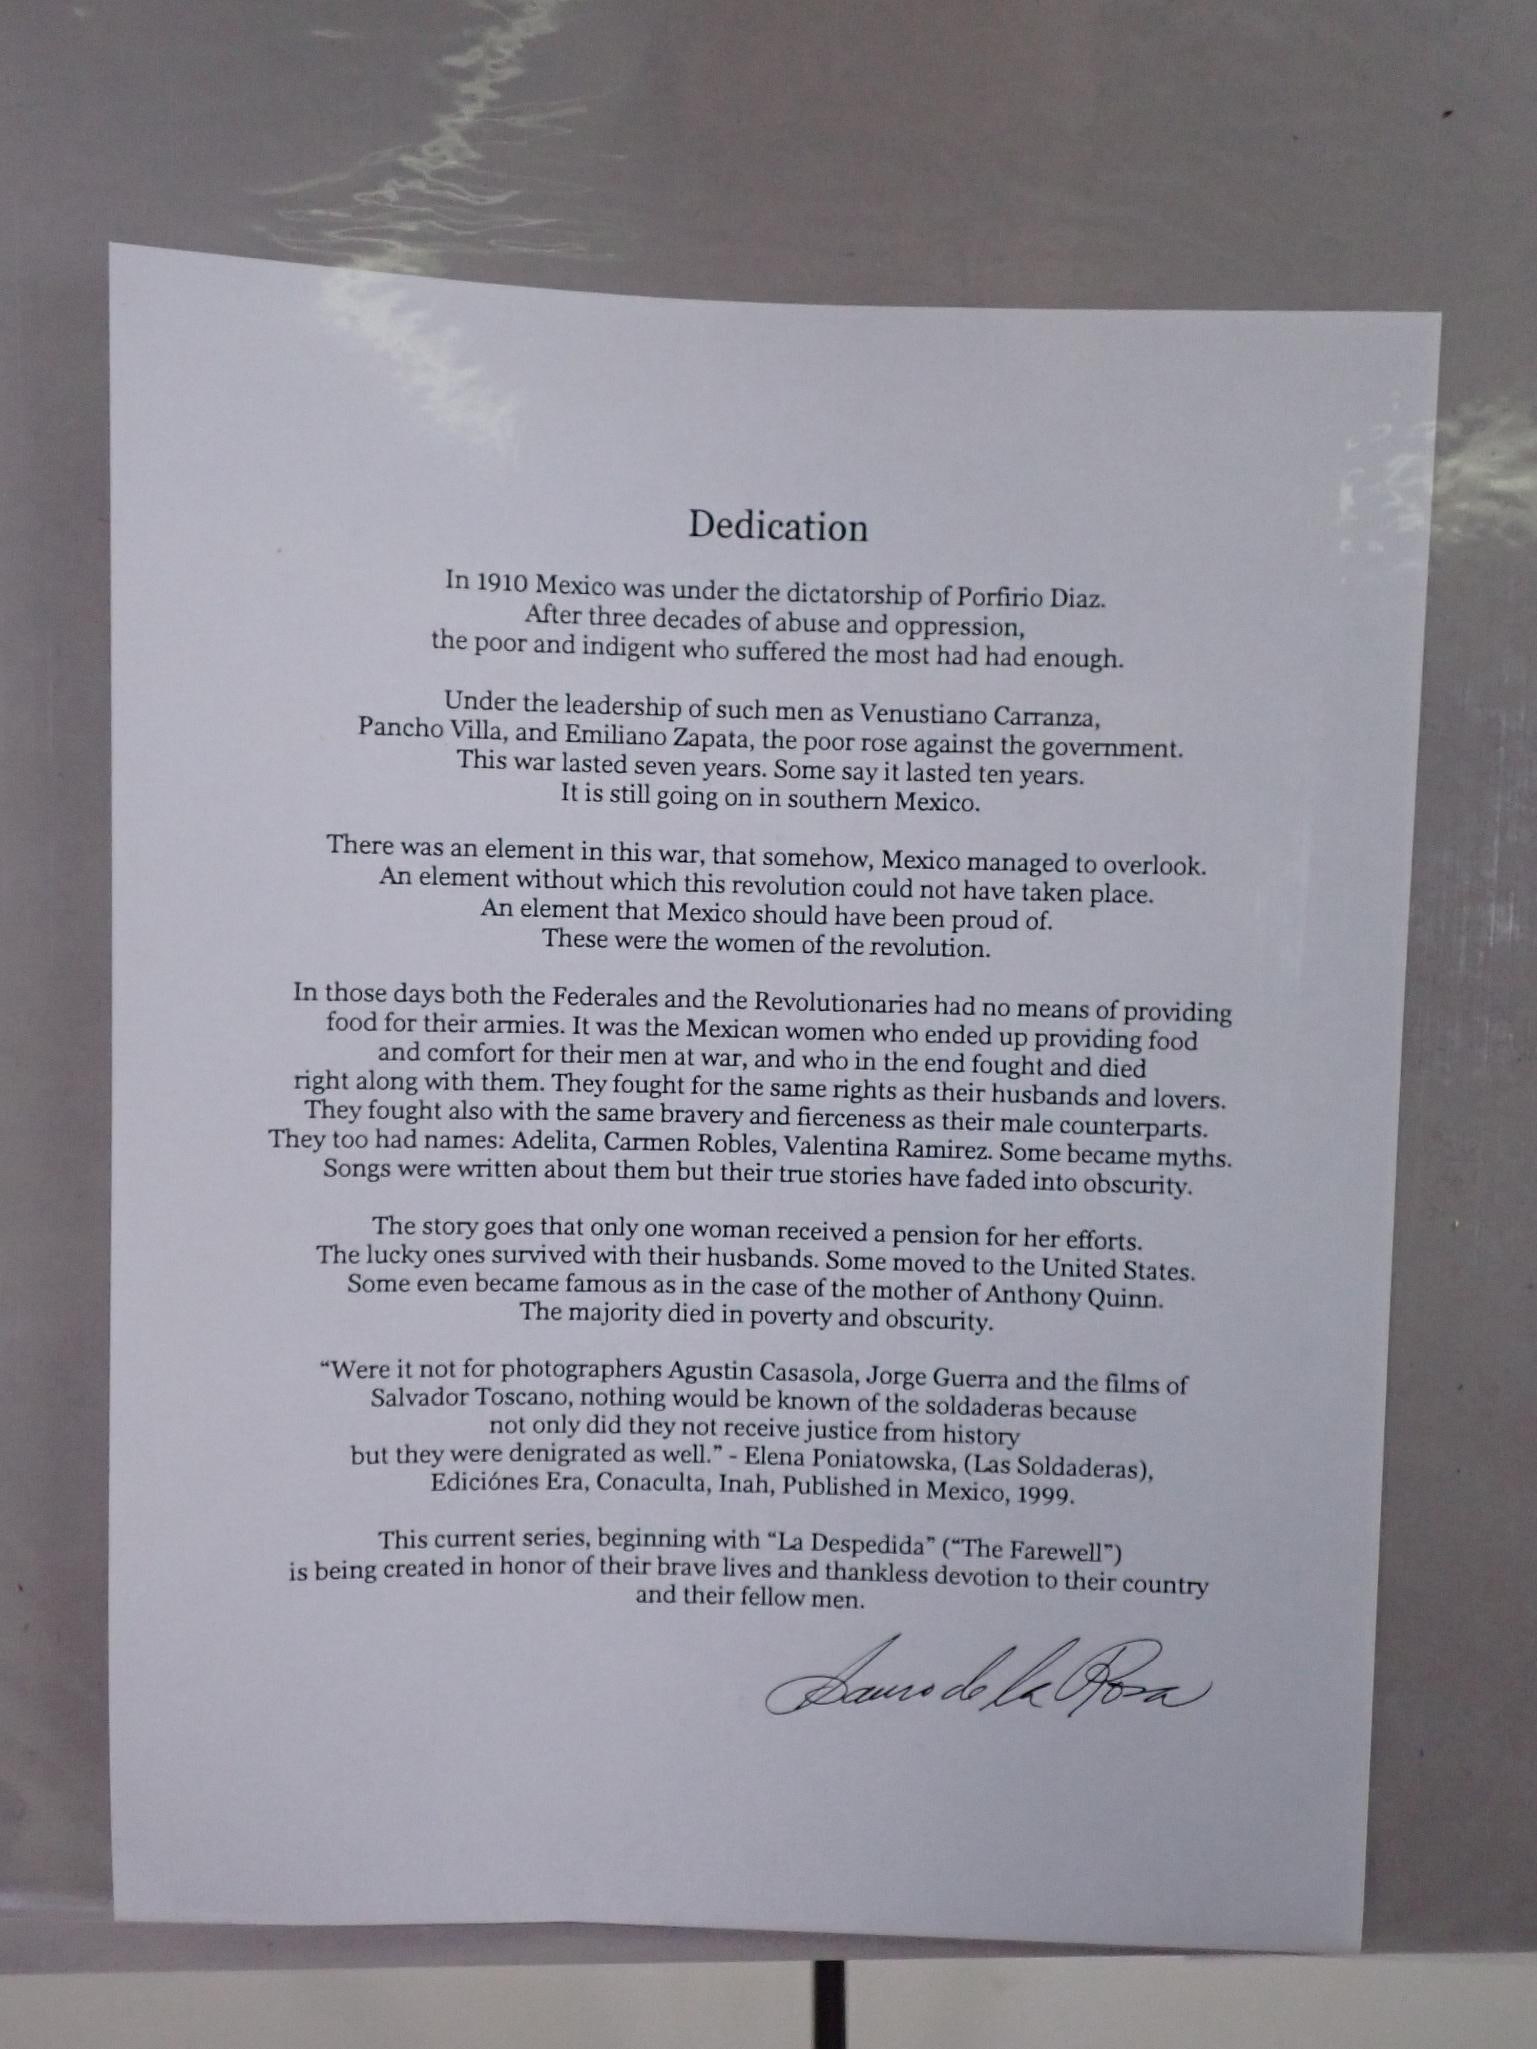 Dedication
In 1910 Mexico was under the dictatorship of Porfirio Diaz.
After three decades of abuse and oppression,
the poor and indigent who suffered the most had had enough.
Under the leadership of such men as Venustiano Carranza,
Pancho Villa, and Emiliano Zapata, the poor rose against the government.
This war lasted seven years. Some say it lasted ten years.
It is still going on in southern Mexico.
There was an element in this war, that somehow, Mexico managed to overlook.
An element without which this revolution could not have taken place.
An element that Mexico should have been proud of.
These were the women of the revolution.
In those days both the Federales and the Revolutionaries had no means of providing
food for their armies. It was the Mexican women who ended up providing food
and comfort for their men at war, and who in the end fought and died
right along with them. They fought for the same rights as their husbands and lovers.
They fought also with the same bravery and fierceness as their male counterparts.
They too had names: Adelita, Carmen Robles, Valentina Ramirez. Some became myths.
Songs were written about them but their true stories have faded into obscurity.
The story goes that only one woman received a pension for her efforts.
The lucky ones survived with their husbands. Some moved to the United States.
Some even became famous as in the case of the mother of Anthony Quinn.
The majority died in poverty and obscurity.
“Were it not for photographers Agustin Casasola, Jorge Guerra and the films of
Salvador Toscano, nothing would be known of the soldaderas because
not only did they not receive justice from history
but they were denigrated as well.” - Elena Poniatowska, (Las Soldaderas),
Ediciónes Era, Conaculta, Inah, Published in Mexico, 1999.
This current series, beginning with “La Despedida” (“The Farewell”)
is being created in honor of their brave lives and thankless devotion to their country
and their fellow men.
de la Rosa